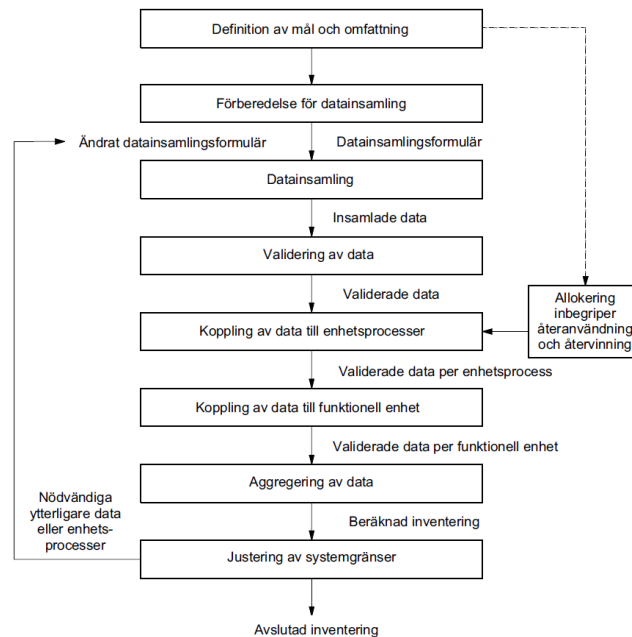 Definition av mål och omfattning
Förberedelse för datainsamling
Ändrat datainsamlingsformulär
Datainsamlingsformulär
Datainsamling
Insamlade data
Validering av data
Validerade data
Allokering
inbegriper
återanvändning
och återvinning
Koppling av data till enhetsprocesser
Validerade data per enhetsprocess
Koppling av data till funktionell enhet
Validerade data per funktionell enhet
Aggregering av data
Nödvändiga
ytterligare data
eller enhets-
processer
Beräknad inventering
Justering av systemgränser
Avslutad inventering